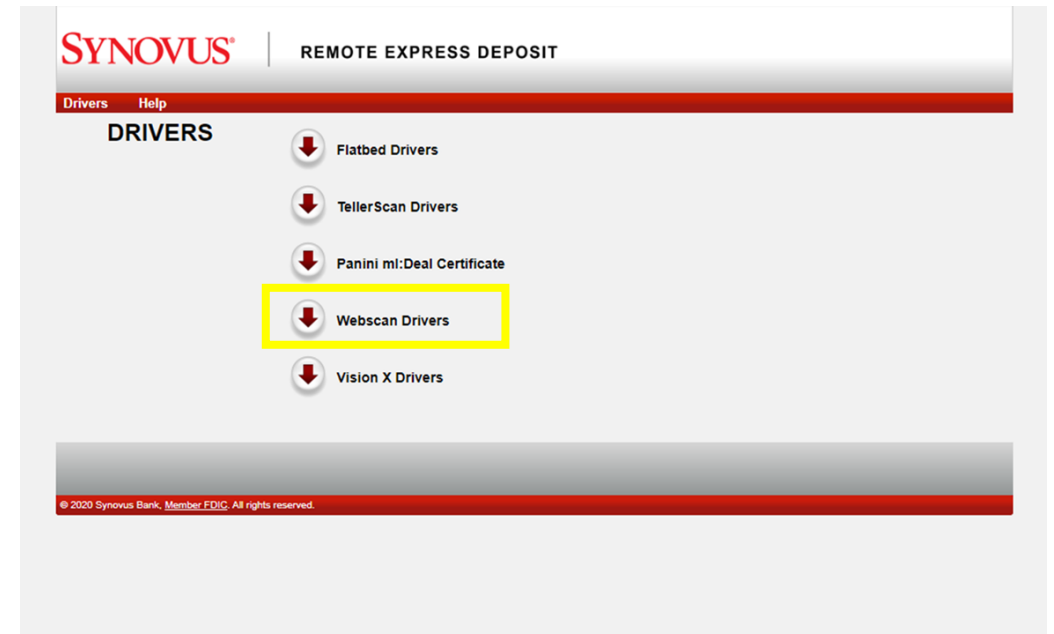 SYNOVUS®
REMOTE EXPRESS DEPOSIT
Drivers Help
DRIVERS
Flatbed Drivers
TellerScan Drivers
Panini mI:Deal Certificate
Webscan Drivers
Vision X Drivers
© 2020 Synovus Bank, Member FDIC. All rights reserved.